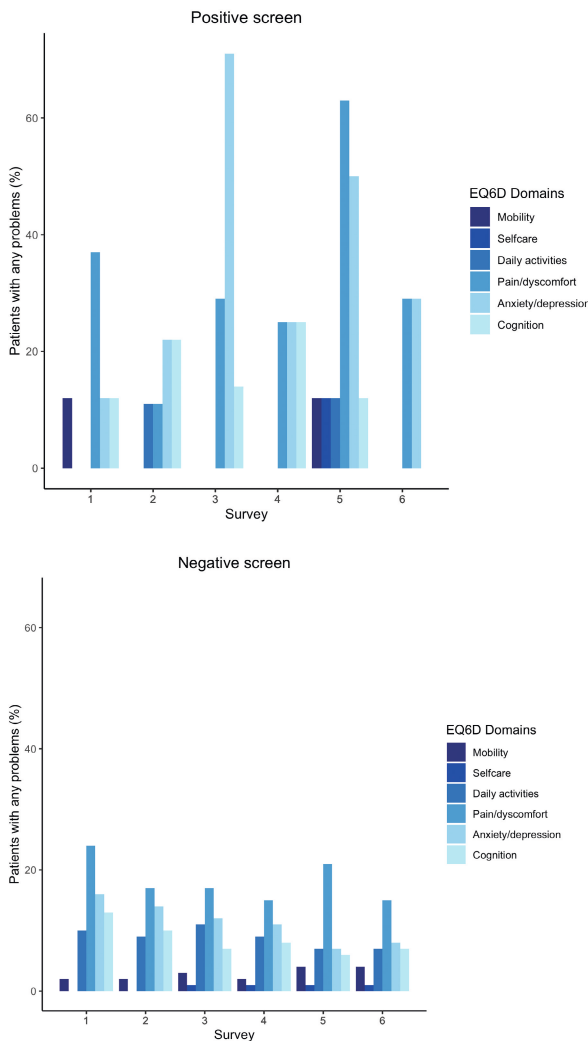 Positive screen
Patients with any problems (%)
60
40
20
0
1 2 3 4 5 6
Survey
EQ6D Domains
Mobility
Selfcare
Daily activities
Pain/dyscomfort
Anxiety/depression
Cognition
Negative screen
Patients with any problems (%)
60
40
20
0
1 2 3 4 5 6
Survey
EQ6D Domains
Mobility
Selfcare
Daily activities
Pain/dyscomfort
Anxiety/depression
Cognition